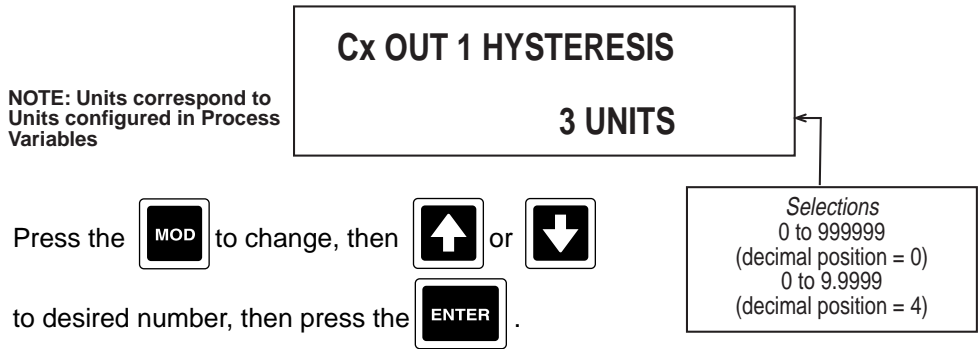 Cx OUT 1 HYSTERESIS
3 UNITS
NOTE: Units correspond to
Units configured in Process
Variables
Selections
0 to 999999
(decimal position = 0)
0 to 9.9999
(decimal position = 4)
Press the MOD to change, then or
to desired number, then press the ENTER .